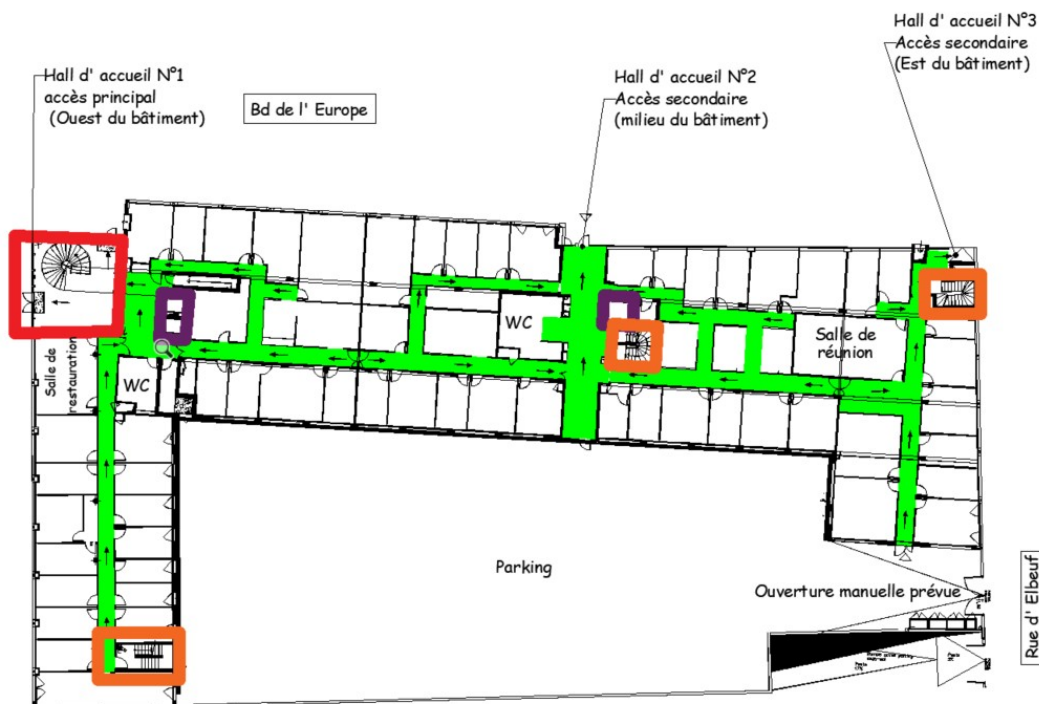 Hall d' accueil N°3
Accès secondaire
(Est du bâtiment)
Hall d' accueil N°1
accès principal
(Ouest du bâtiment)
Bd de l' Europe
Hall d' accueil N°2
Accès secondaire
(milieu du bâtiment)
WC
Salle de
réunion
Salle de
restauration
WC
Parking
Ouverture manuelle prévue
Rue d' Elbeuf